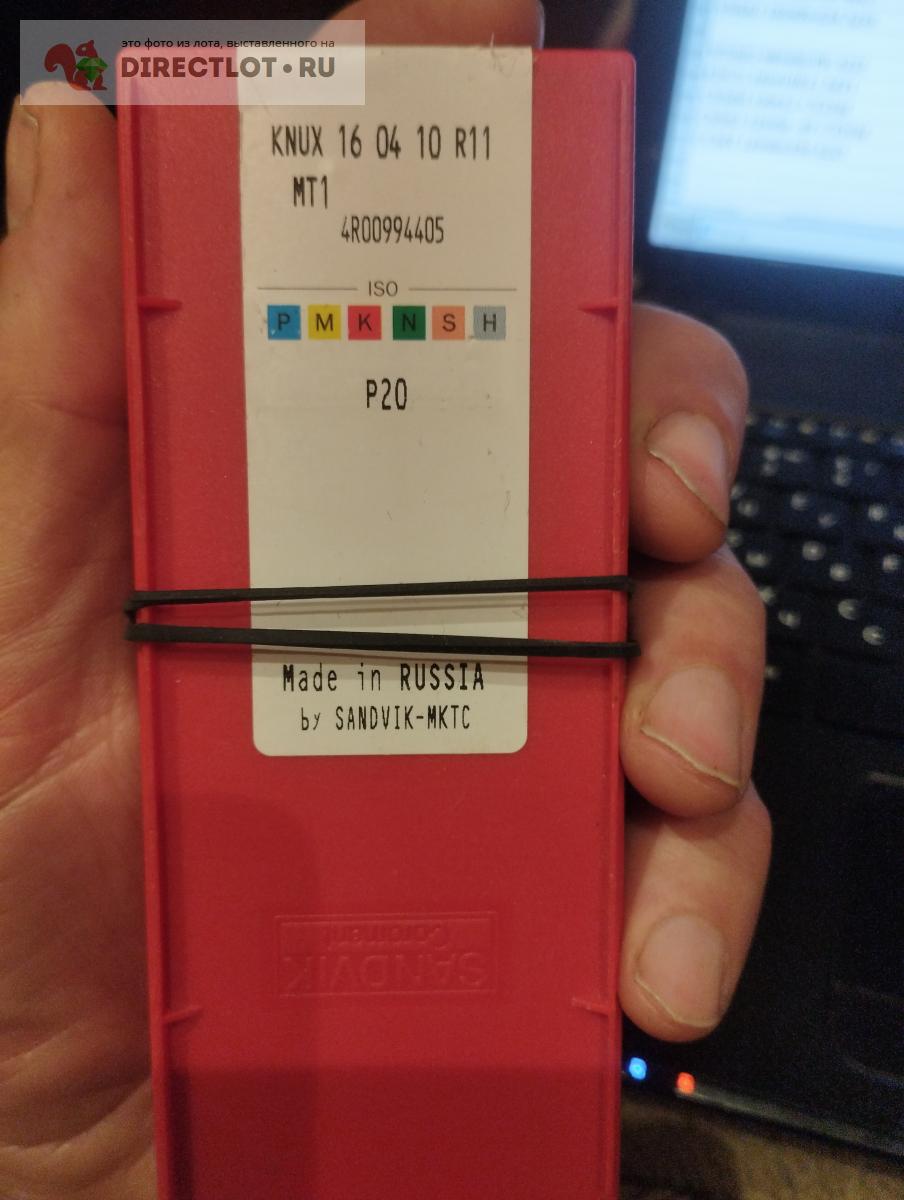 это фото из лота, выставленного на
DIRECTLOT•RU
KNUX 16 04 10 R11
MT1
4R00994405
ISO
P M K N S H
P20
Made in RUSSIA
by SANDVIK-MKTC
SANDVIK
Coromant